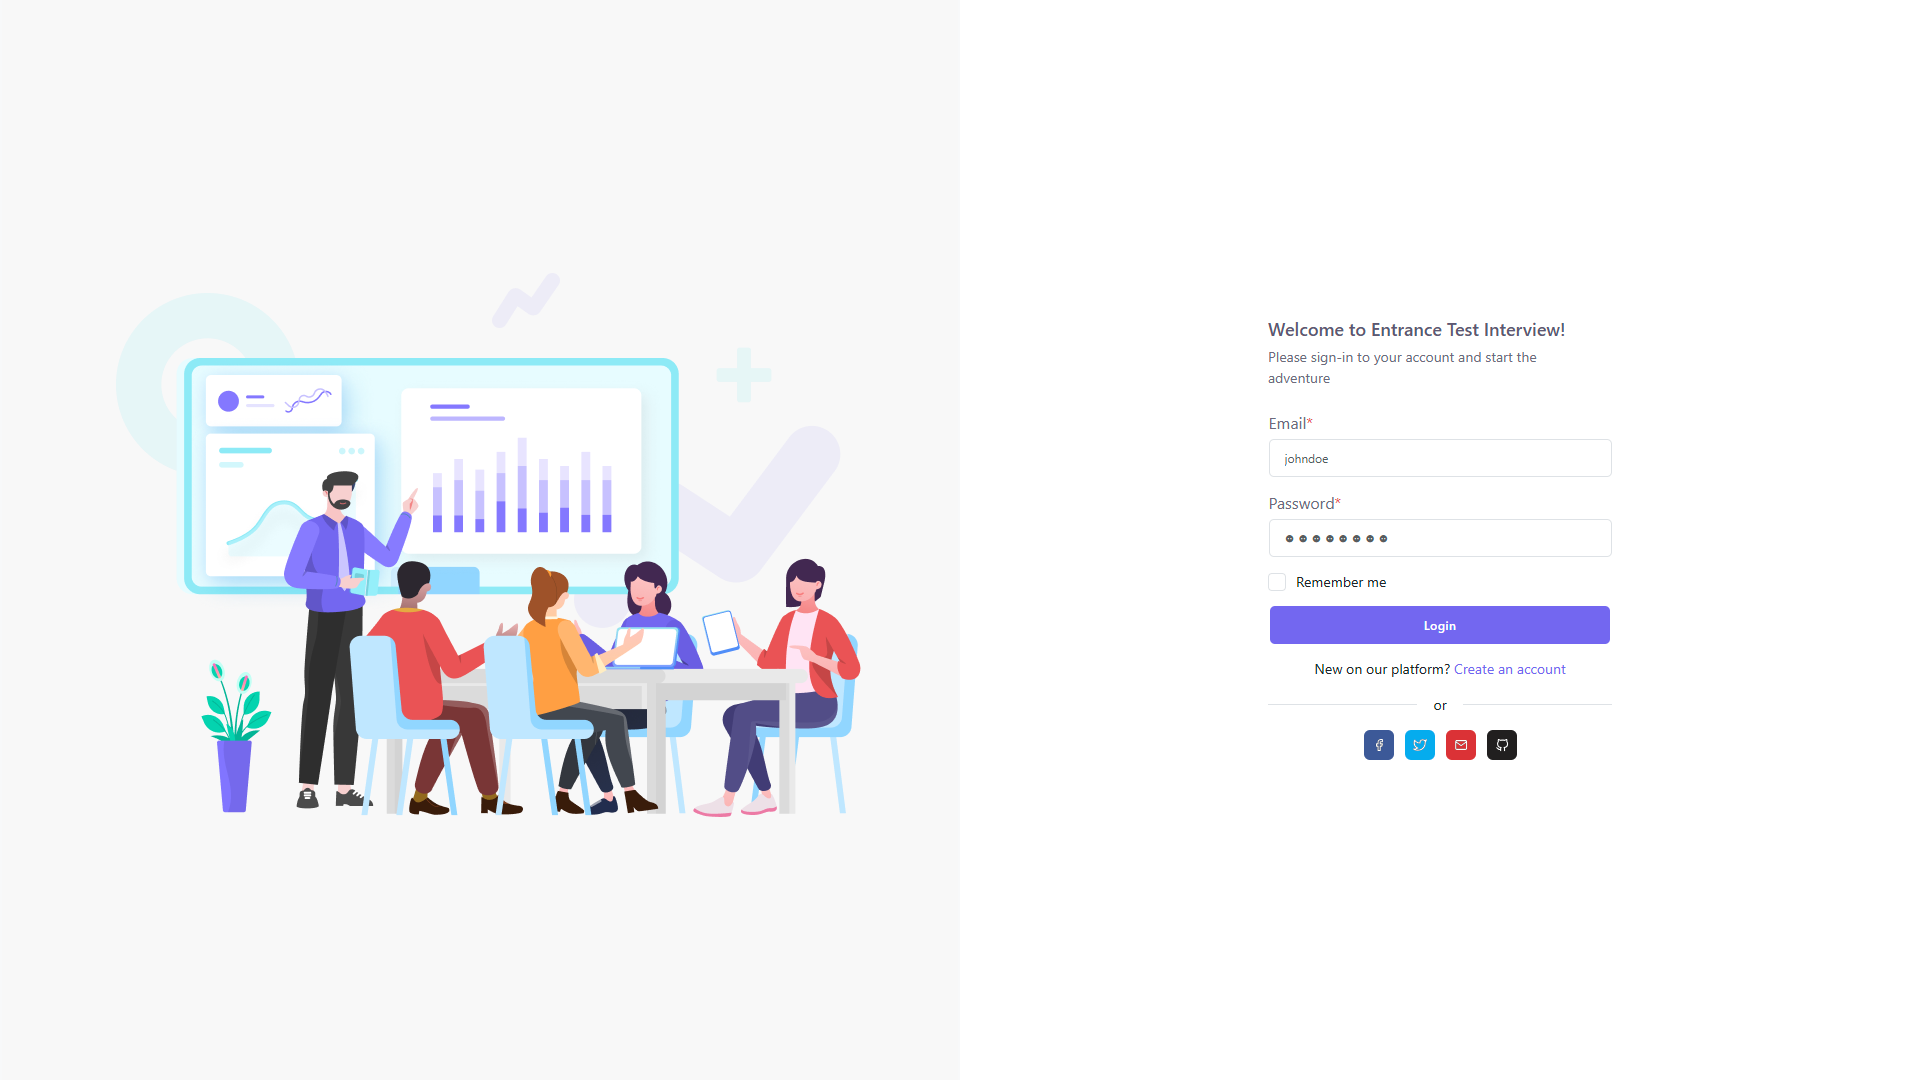 Welcome to Entrance Test Interview!
Please sign-in to your account and start the
adventure
Email*
johndoe
Password*
Remember me
Login
New on our platform? Create an account
or